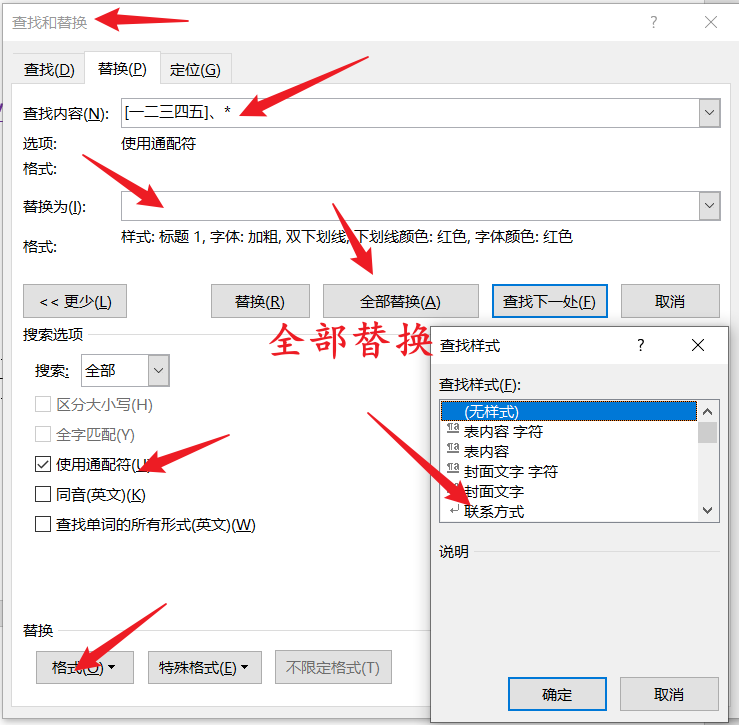 查找和替换
查找(D) 替换(P) 定位(G)
查找内容(N): [一二三四五]、*
选项: 使用通配符
格式:
替换为(I):
格式: 样式: 标题 1, 字体: 加粗, 双下划线, 下划线颜色: 红色, 字体颜色: 红色
<< 更少(L) 替换(R) 全部替换(A) 查找下一处(F) 取消
搜索选项
全部替换
搜索: 全部
区分大小写(H)
全字匹配(Y)
使用通配符(U)
同音(英文)(K)
查找单词的所有形式(英文)(W)
替换
格式(O) 特殊格式(E) 不限定格式(T)
查找样式 ?
查找样式(F):
(无样式)
表内容 字符
表内容
封面文字 字符
封面文字
联系方式
说明
确定 取消